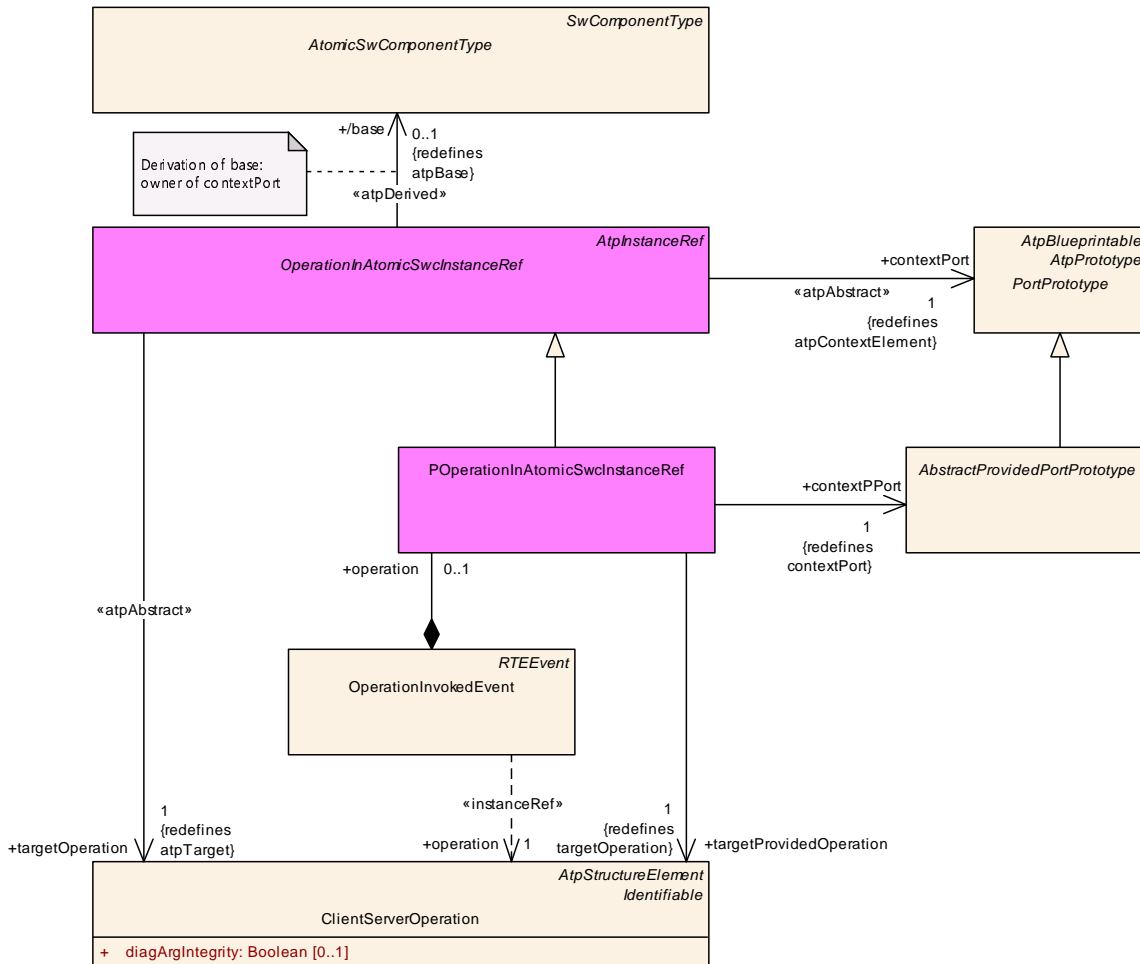 SwComponentType
AtomicSwComponentType
+/base
0..1
{redefines
atpBase}
Derivation of base:
owner of contextPort
«atpDerived»
AtpInstanceRef
OperationInAtomicSwcInstanceRef
+contextPort
«atpAbstract»
1
{redefines
atpContextElement}
AtpBlueprintable
AtpPrototype
PortPrototype
POperationInAtomicSwcInstanceRef
+contextPPort
1
{redefines
contextPort}
AbstractProvidedPortPrototype
+operation
0..1
«atpAbstract»
RTEEvent
OperationInvokedEvent
«instanceRef»
+targetOperation
1
{redefines
atpTarget}
+operation
1
1
{redefines
targetOperation}
+targetProvidedOperation
AtpStructureElement
Identifiable
ClientServerOperation
+ diagArgIntegrity: Boolean [0..1]